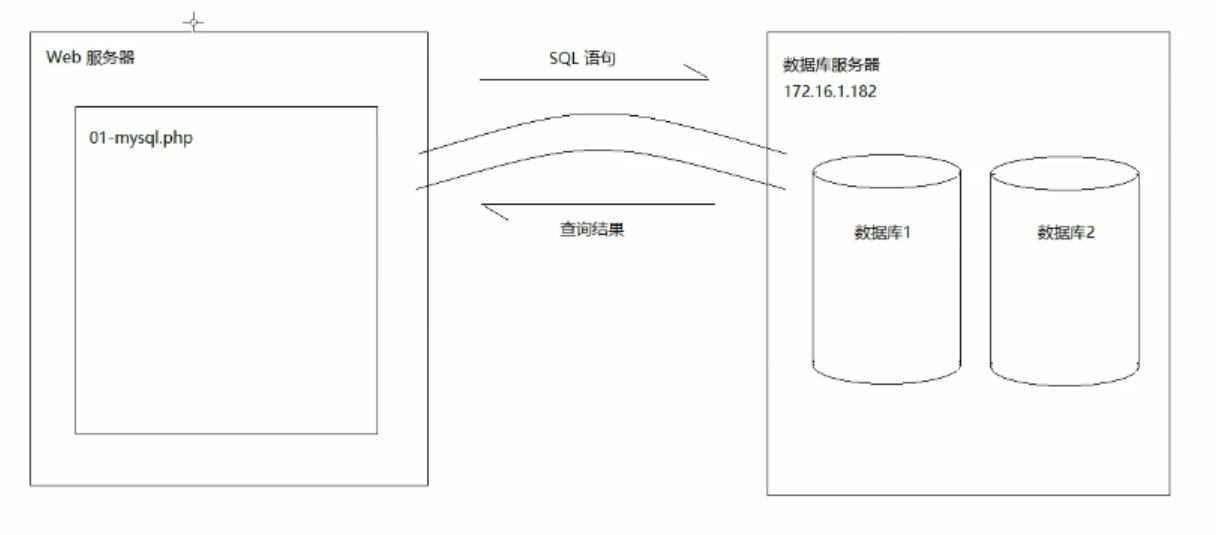 Web 服务器
01-mysql.php
SQL 语句
查询结果
数据库服务器
172.16.1.182
数据库1
数据库2